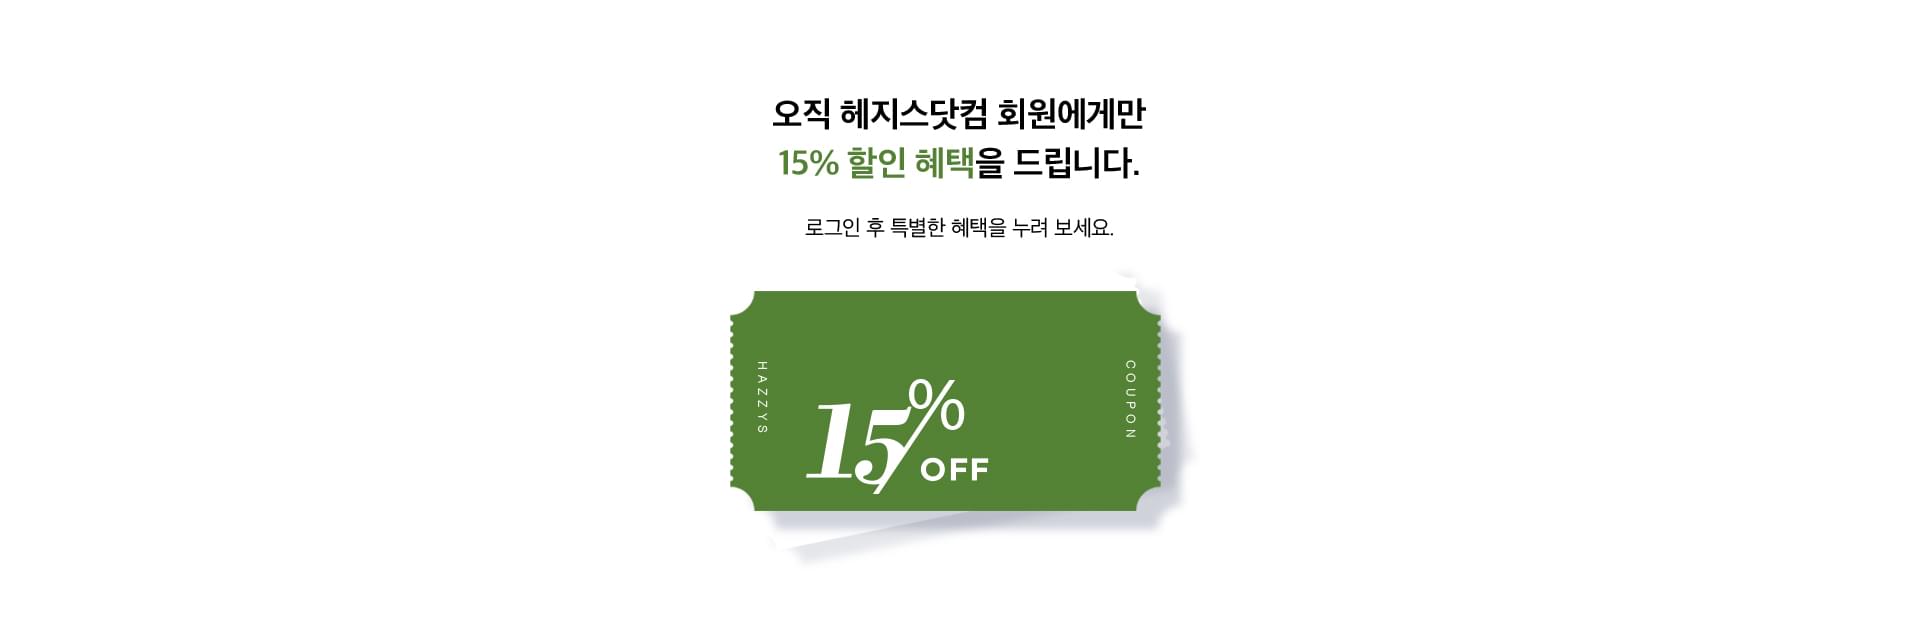 오직 헤지스닷컴 회원에게만
15% 할인 혜택을 드립니다.
로그인 후 특별한 혜택을 누려 보세요.
HAZZYS
15%
OFF
COUPON